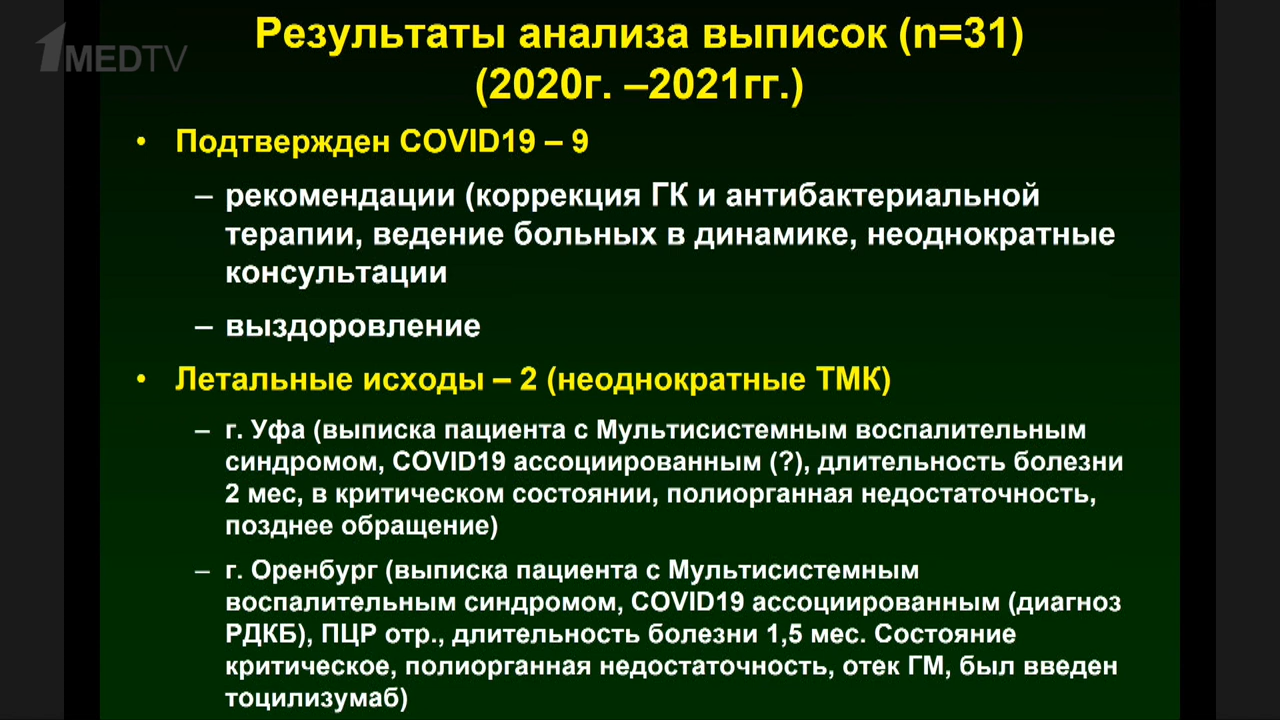 1MEDTV
Результаты анализа выписок (n=31)
(2020г. –2021гг.)
• Подтвержден COVID19 – 9
– рекомендации (коррекция ГК и антибактериальной
терапии, ведение больных в динамике, неоднократные
консультации
– выздоровление
• Летальные исходы – 2 (неоднократные ТМК)
– г. Уфа (выписка пациента с Мультисистемным воспалительным
синдромом, COVID19 ассоциированным (?), длительность болезни
2 мес, в критическом состоянии, полиорганная недостаточность,
позднее обращение)
– г. Оренбург (выписка пациента с Мультисистемным
воспалительным синдромом, COVID19 ассоциированным (диагноз
РДКБ), ПЦР отр., длительность болезни 1,5 мес. Состояние
критическое, полиорганная недостаточность, отек ГМ, был введен
тоцилизумаб)